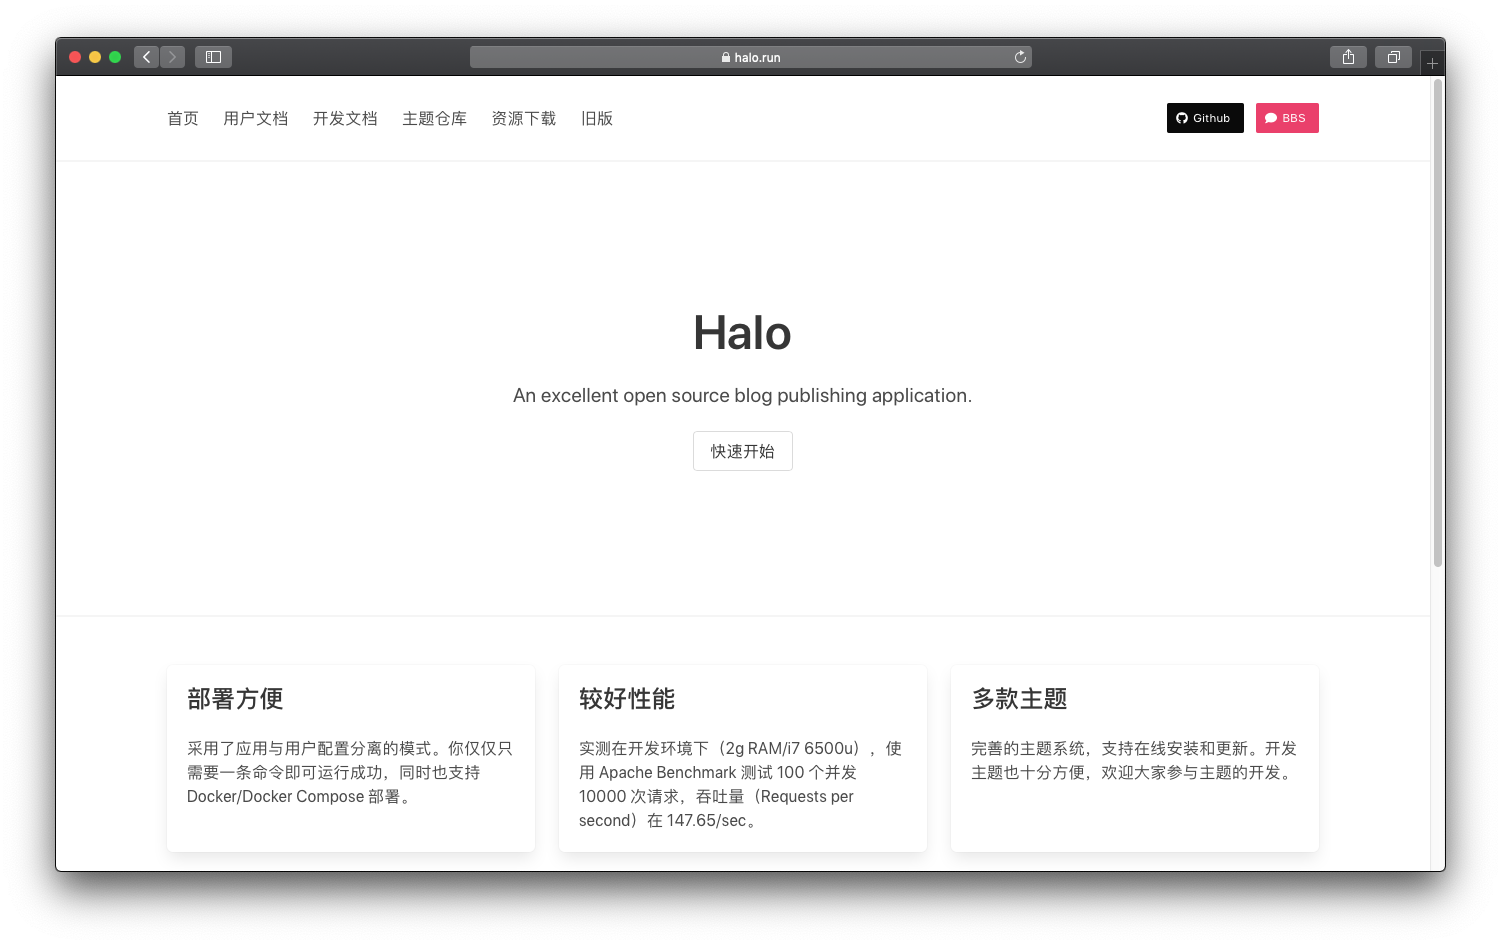 halo.run
首页 用户文档 开发文档 主题仓库 资源下载 旧版 Github BBS
Halo
An excellent open source blog publishing application.
快速开始
部署方便
采用了应用与用户配置分离的模式。你仅仅只
需要一条命令即可运行成功，同时也支持
Docker/Docker Compose 部署。
较好性能
实测在开发环境下（2g RAM/i7 6500u），使
用 Apache Benchmark 测试 100 个并发
10000 次请求，吞吐量（Requests per
second）在 147.65/sec。
多款主题
完善的主题系统，支持在线安装和更新。开发
主题也十分方便，欢迎大家参与主题的开发。